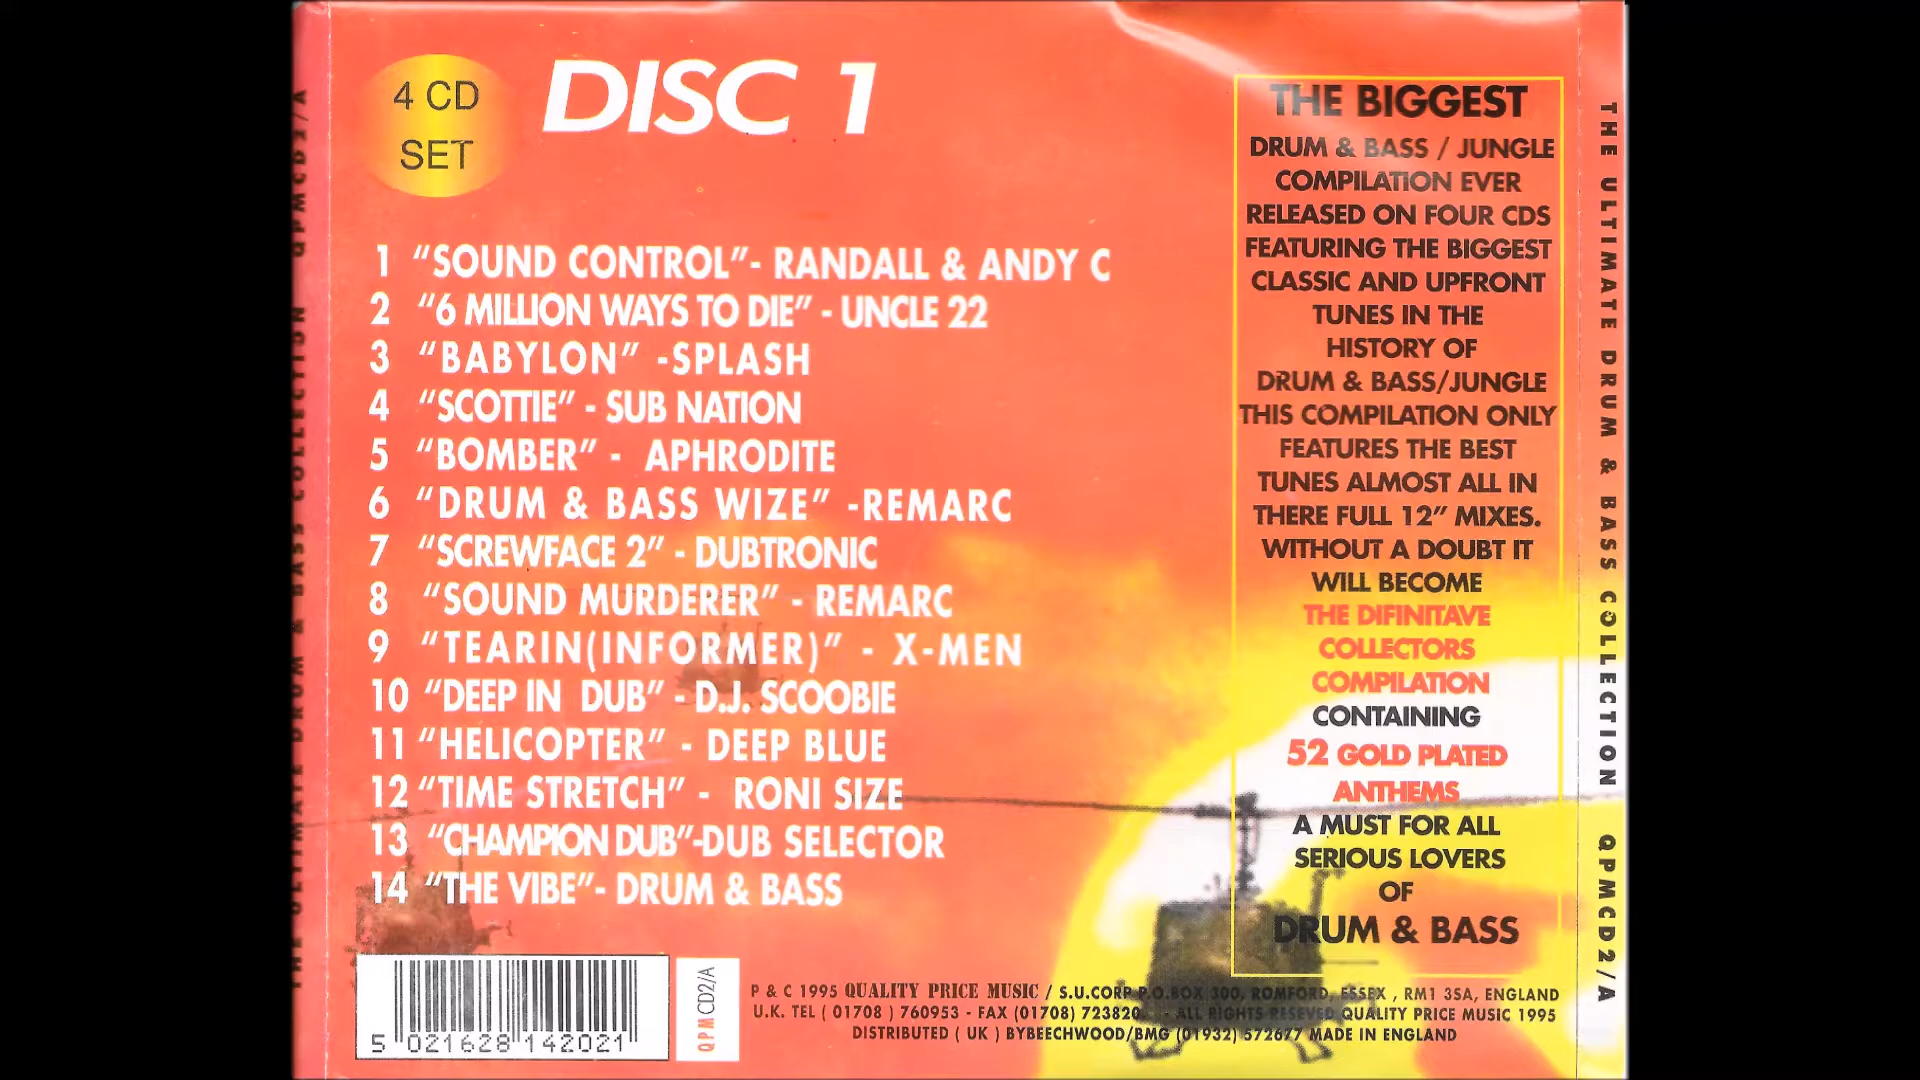 4 CD
SET
DISC 1
1 "SOUND CONTROL"- RANDALL & ANDY C
2 "6 MILLION WAYS TO DIE" - UNCLE 22
3 "BABYLON" -SPLASH
4 "SCOTTIE" - SUB NATION
5 "BOMBER" - APHRODITE
6 "DRUM & BASS WIZE" -REMARC
7 "SCREWFACE 2" - DUBTRONIC
8 "SOUND MURDERER" - REMARC
9 "TEARIN(INFORMER)" - X-MEN
10 "DEEP IN DUB" - D.J. SCOOBIE
11 "HELICOPTER" - DEEP BLUE
12 "TIME STRETCH" - RONI SIZE
13 "CHAMPION DUB"-DUB SELECTOR
14 "THE VIBE"- DRUM & BASS
THE BIGGEST
DRUM & BASS / JUNGLE
COMPILATION EVER
RELEASED ON FOUR CDS
FEATURING THE BIGGEST
CLASSIC AND UPFRONT
TUNES IN THE
HISTORY OF
DRUM & BASS/JUNGLE
THIS COMPILATION ONLY
FEATURES THE BEST
TUNES ALMOST ALL IN
THERE FULL 12" MIXES.
WITHOUT A DOUBT IT
WILL BECOME
THE DIFINITAVE
COLLECTORS
COMPILATION
CONTAINING
52 GOLD PLATED
ANTHEMS
A MUST FOR ALL
SERIOUS LOVERS
OF
DRUM & BASS
5 021628 142021
QPMCD2/A
P & C 1995 QUALITY PRICE MUSIC / S.U.CORP P.O.BOX 300, ROMFORD, ESSEX , RM1 3SA, ENGLAND
U.K. TEL ( 01708 ) 760953 - FAX (01708) 723820. - ALL RIGHTS RESEVED QUALITY PRICE MUSIC 1995
DISTRIBUTED ( UK ) BYBEECHWOOD/BMG (01932) 572677 MADE IN ENGLAND
THE ULTIMATE DRUM & BASS COLLECTION QPMCD2/A
THE ULTIMATE DRUM & BASS COLLECTION QPMCD2/A